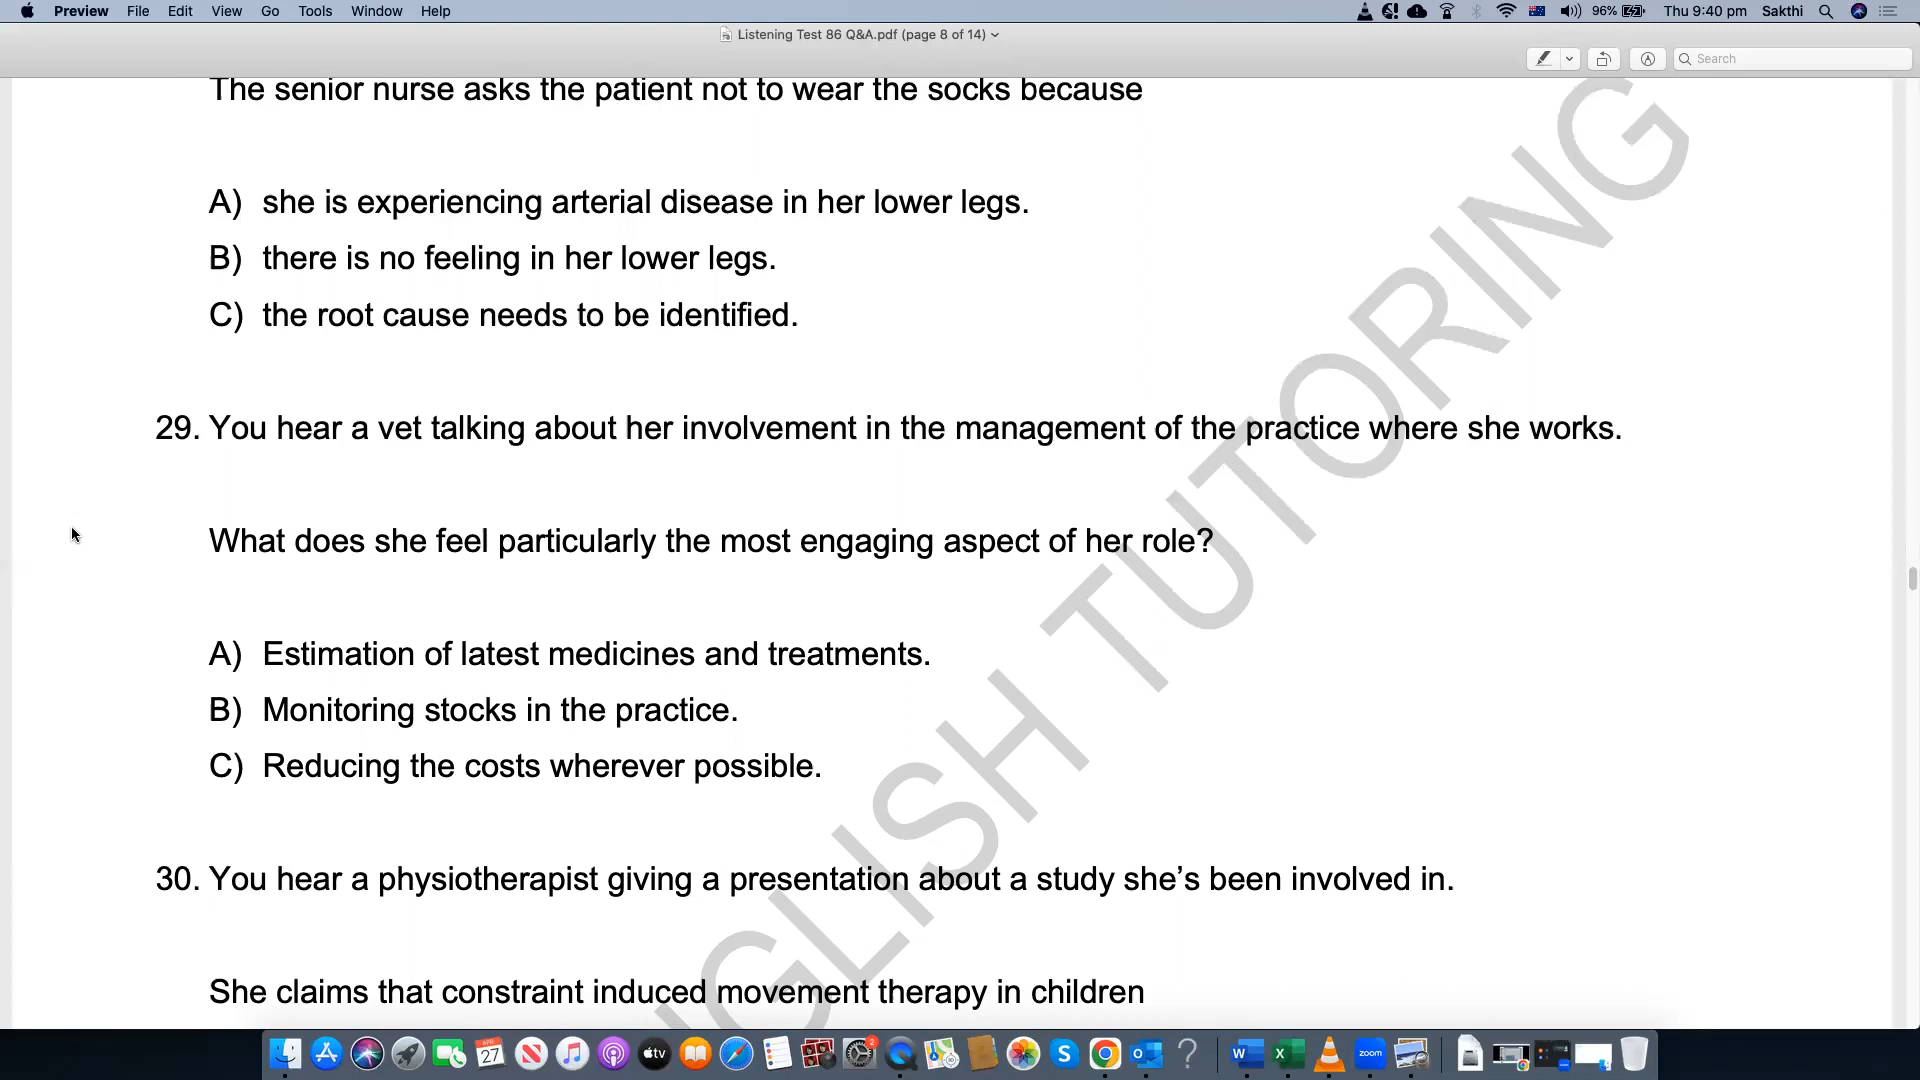 Preview File Edit View Go Tools Window Help
96% Thu 9:40 pm Sakthi
Listening Test 86 Q&A.pdf (page 8 of 14)
Search
The senior nurse asks the patient not to wear the socks because
A) she is experiencing arterial disease in her lower legs.
B) there is no feeling in her lower legs.
C) the root cause needs to be identified.
29. You hear a vet talking about her involvement in the management of the practice where she works.
What does she feel particularly the most engaging aspect of her role?
A) Estimation of latest medicines and treatments.
B) Monitoring stocks in the practice.
C) Reducing the costs wherever possible.
30. You hear a physiotherapist giving a presentation about a study she’s been involved in.
She claims that constraint induced movement therapy in children
GLISH TUTORING
27
tv
2
S
W
X
zoom